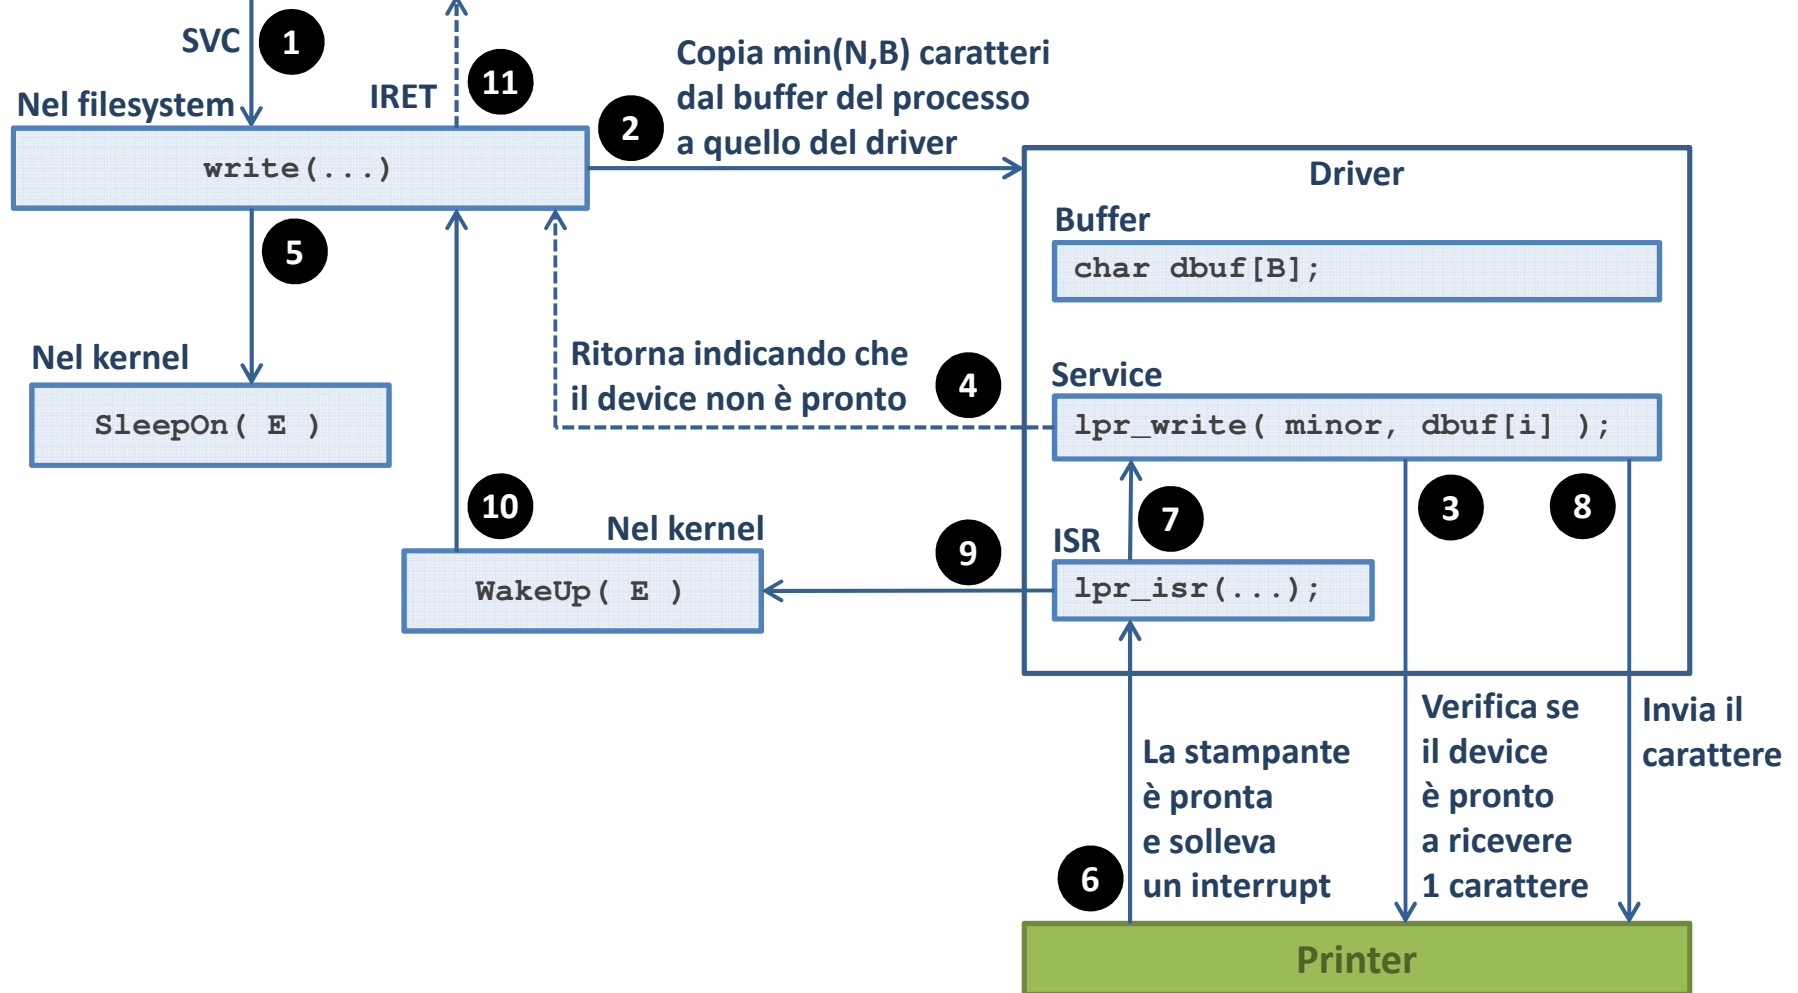 SVC
1
Nel filesystem
IRET
11
2
Copia min(N,B) caratteri
dal buffer del processo
a quello del driver
write(...)
Driver
Buffer
char dbuf[B];
5
Nel kernel
SleepOn( E )
Ritorna indicando che
il device non è pronto
4
Service
lpr_write( minor, dbuf[i] );
10
Nel kernel
WakeUp( E )
9
7
3
8
ISR
lpr_isr(...);
6
La stampante
è pronta
e solleva
un interrupt
Verifica se
il device
è pronto
a ricevere
1 carattere
Invia il
carattere
Printer